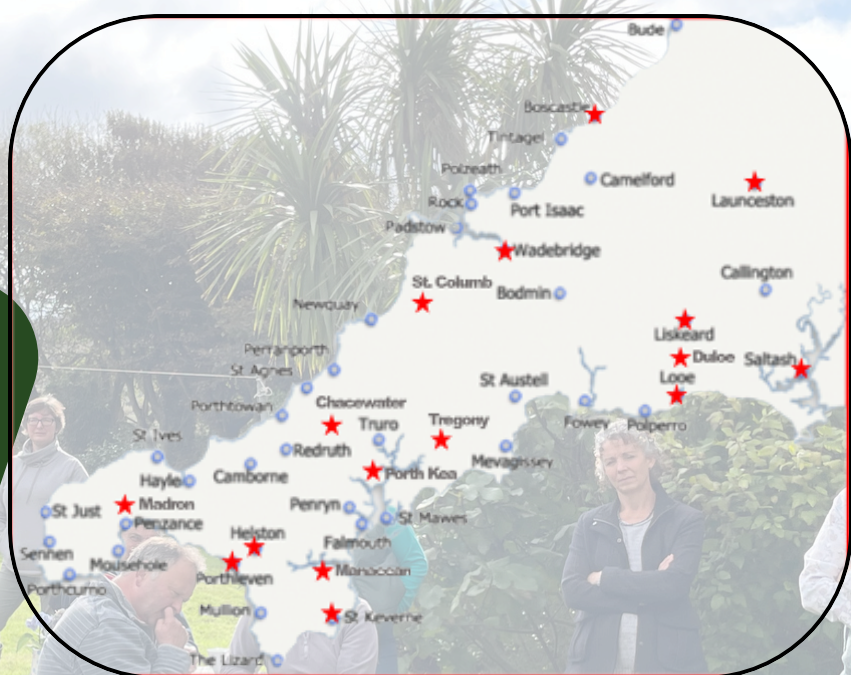 Bude
Boscastle
Tintagel
Polzeath
Camelford
Launceston
Rock
Port Isaac
Padstow
Wadebridge
Callington
St. Columb
Bodmin
Newquay
Liskeard
Perranporth
Duloe
Saltash
St Agnes
Looe
St Austell
Porthtowan
Chacewater
Tregony
Fowey
Polperro
Truro
St Ives
Redruth
Mevagissey
Camborne
Porth Kea
Hayle
Madron
Penryn
St Just
St Mawes
Penzance
Helston
Falmouth
Sennen
Mousehole
Manaccan
Porthleven
Porthcurno
Mullion
St Keverne
The Lizard